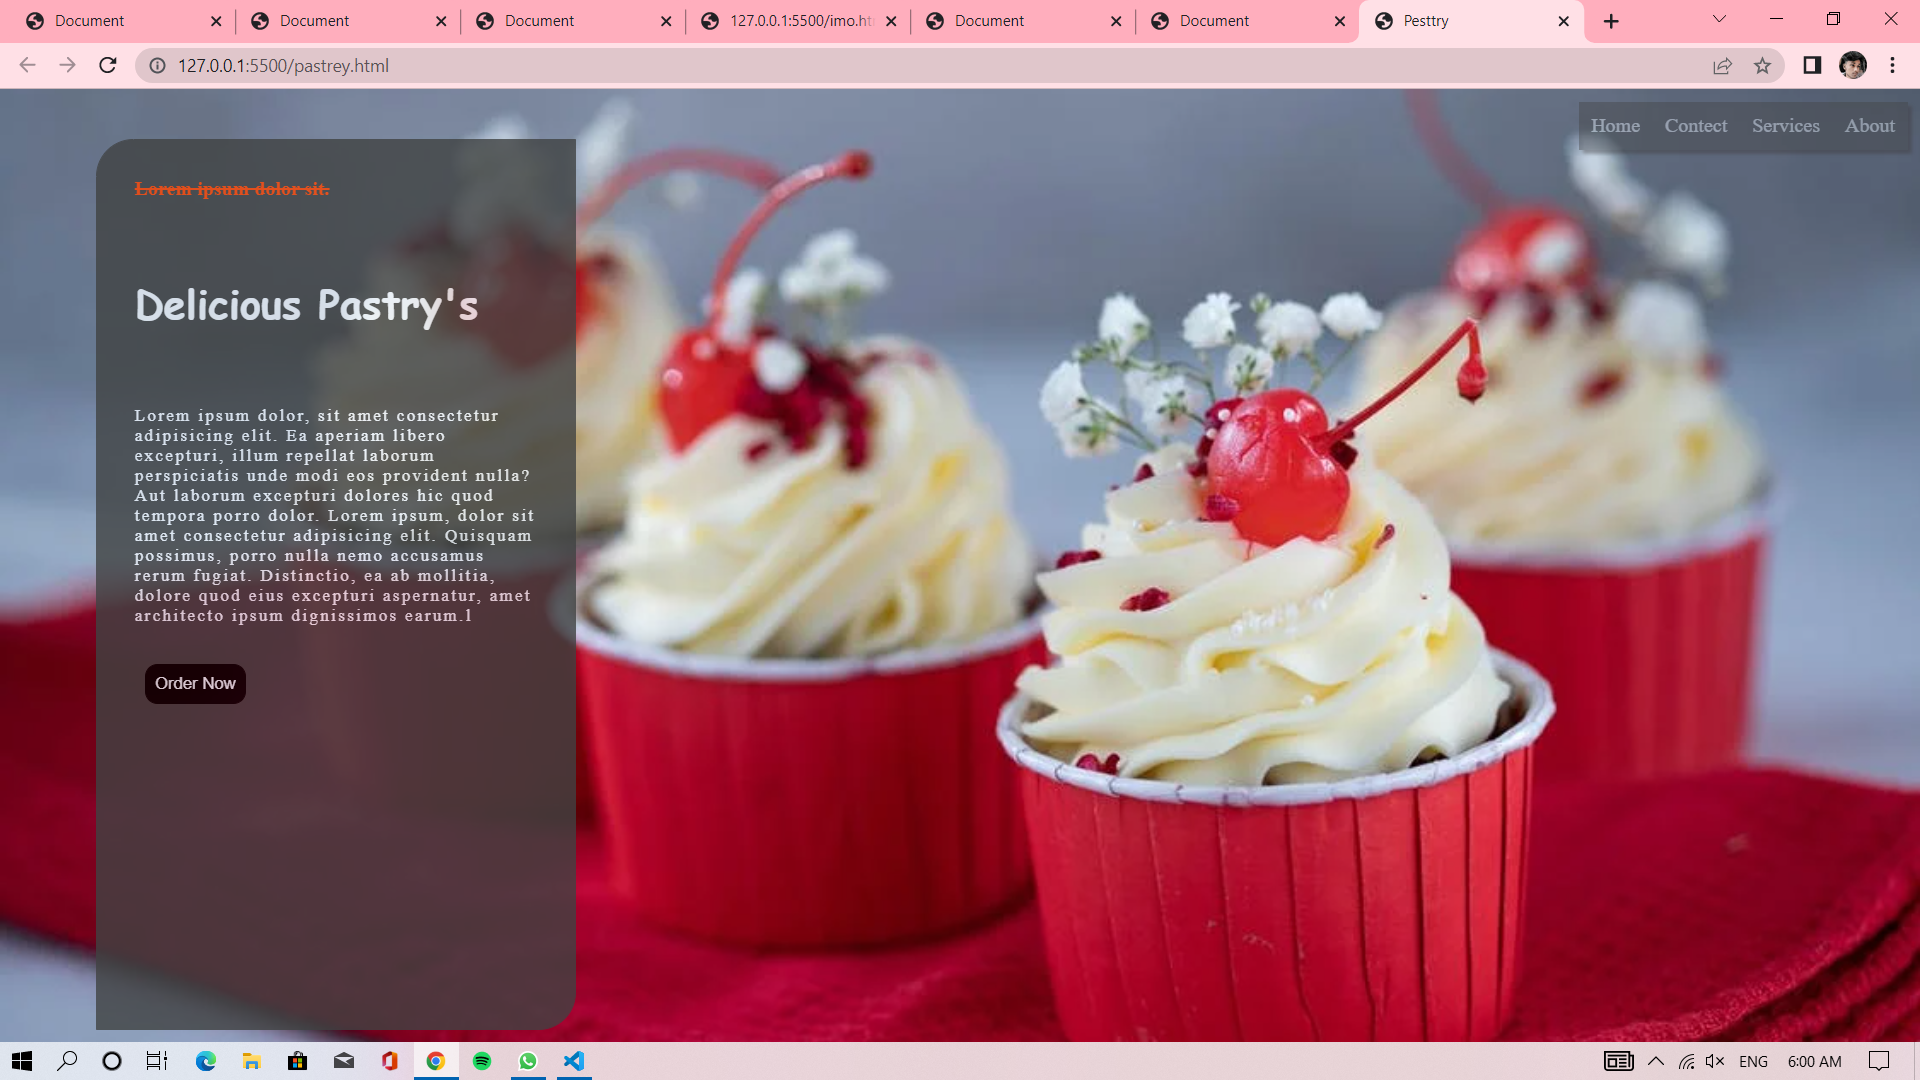 Document
Document
Document
127.0.0.1:5500/imo.ht
Document
Document
Pesttry
127.0.0.1:5500/pastrey.html
Home Contect Services About
Lorem ipsum dolor sit.
Delicious Pastry's
Lorem ipsum dolor, sit amet consectetur
adipisicing elit. Ea aperiam libero
excepturi, illum repellat laborum
perspiciatis unde modi eos provident nulla?
Aut laborum excepturi dolores hic quod
tempora porro dolor. Lorem ipsum, dolor sit
amet consectetur adipisicing elit. Quisquam
possimus, porro nulla nemo accusamus
rerum fugiat. Distinctio, ea ab mollitia,
dolore quod eius excepturi aspernatur, amet
architecto ipsum dignissimos earum.l
Order Now
ENG 6:00 AM